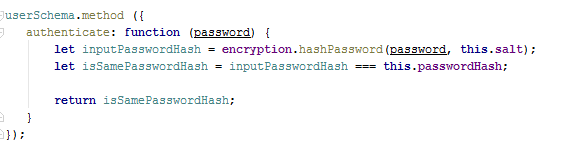 userSchema.method ({
authenticate: function (password) {
let inputPasswordHash = encryption.hashPassword(password, this.salt);
let isSamePasswordHash = inputPasswordHash === this.passwordHash;
return isSamePasswordHash;
}
});